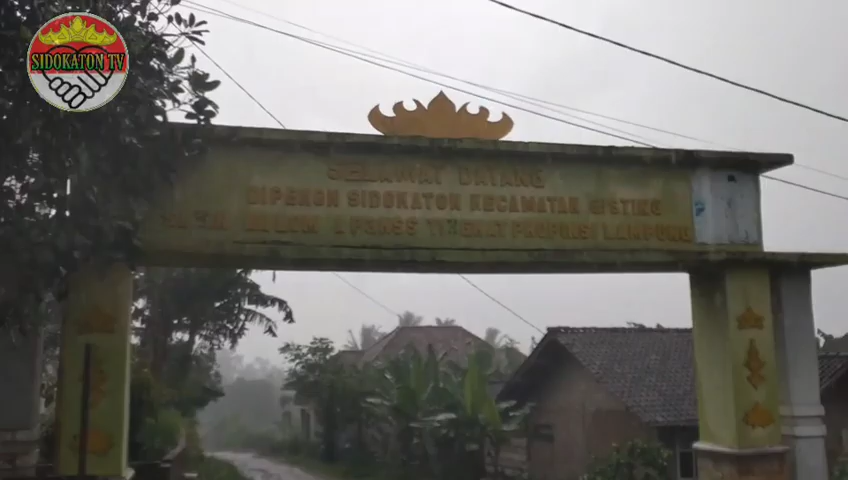 SIDOKATON TV
SELAMAT DATANG
DIPEKON SIDOKATON KECAMATAN GISTING
PROPINSI LAMPUNG